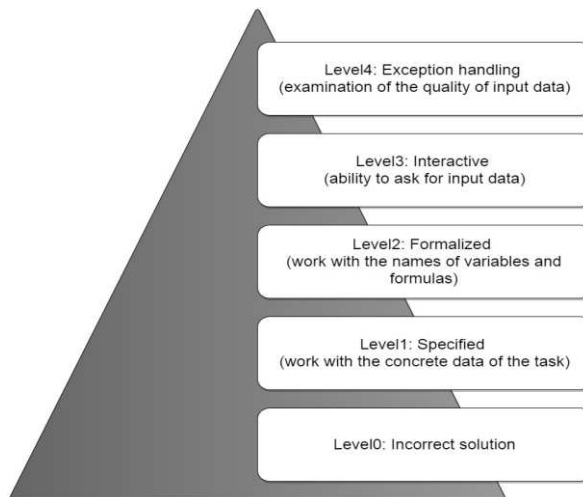 Level4: Exception handling
(examination of the quality of input data)
Level3: Interactive
(ability to ask for input data)
Level2: Formalized
(work with the names of variables and
formulas)
Level1: Specified
(work with the concrete data of the task)
Level0: Incorrect solution